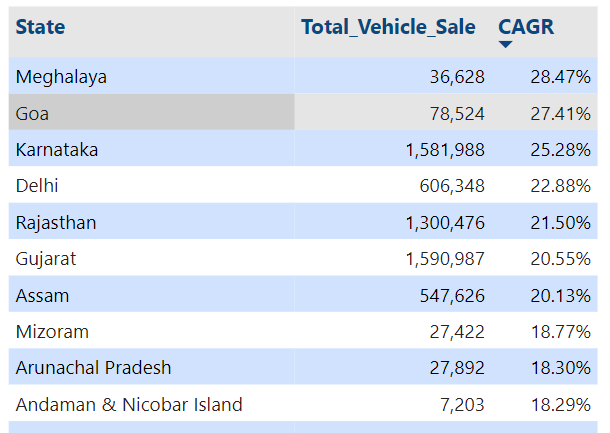 State Total_Vehicle_Sale CAGR
Meghalaya 36,628 28.47%
Goa 78,524 27.41%
Karnataka 1,581,988 25.28%
Delhi 606,348 22.88%
Rajasthan 1,300,476 21.50%
Gujarat 1,590,987 20.55%
Assam 547,626 20.13%
Mizoram 27,422 18.77%
Arunachal Pradesh 27,892 18.30%
Andaman & Nicobar Island 7,203 18.29%